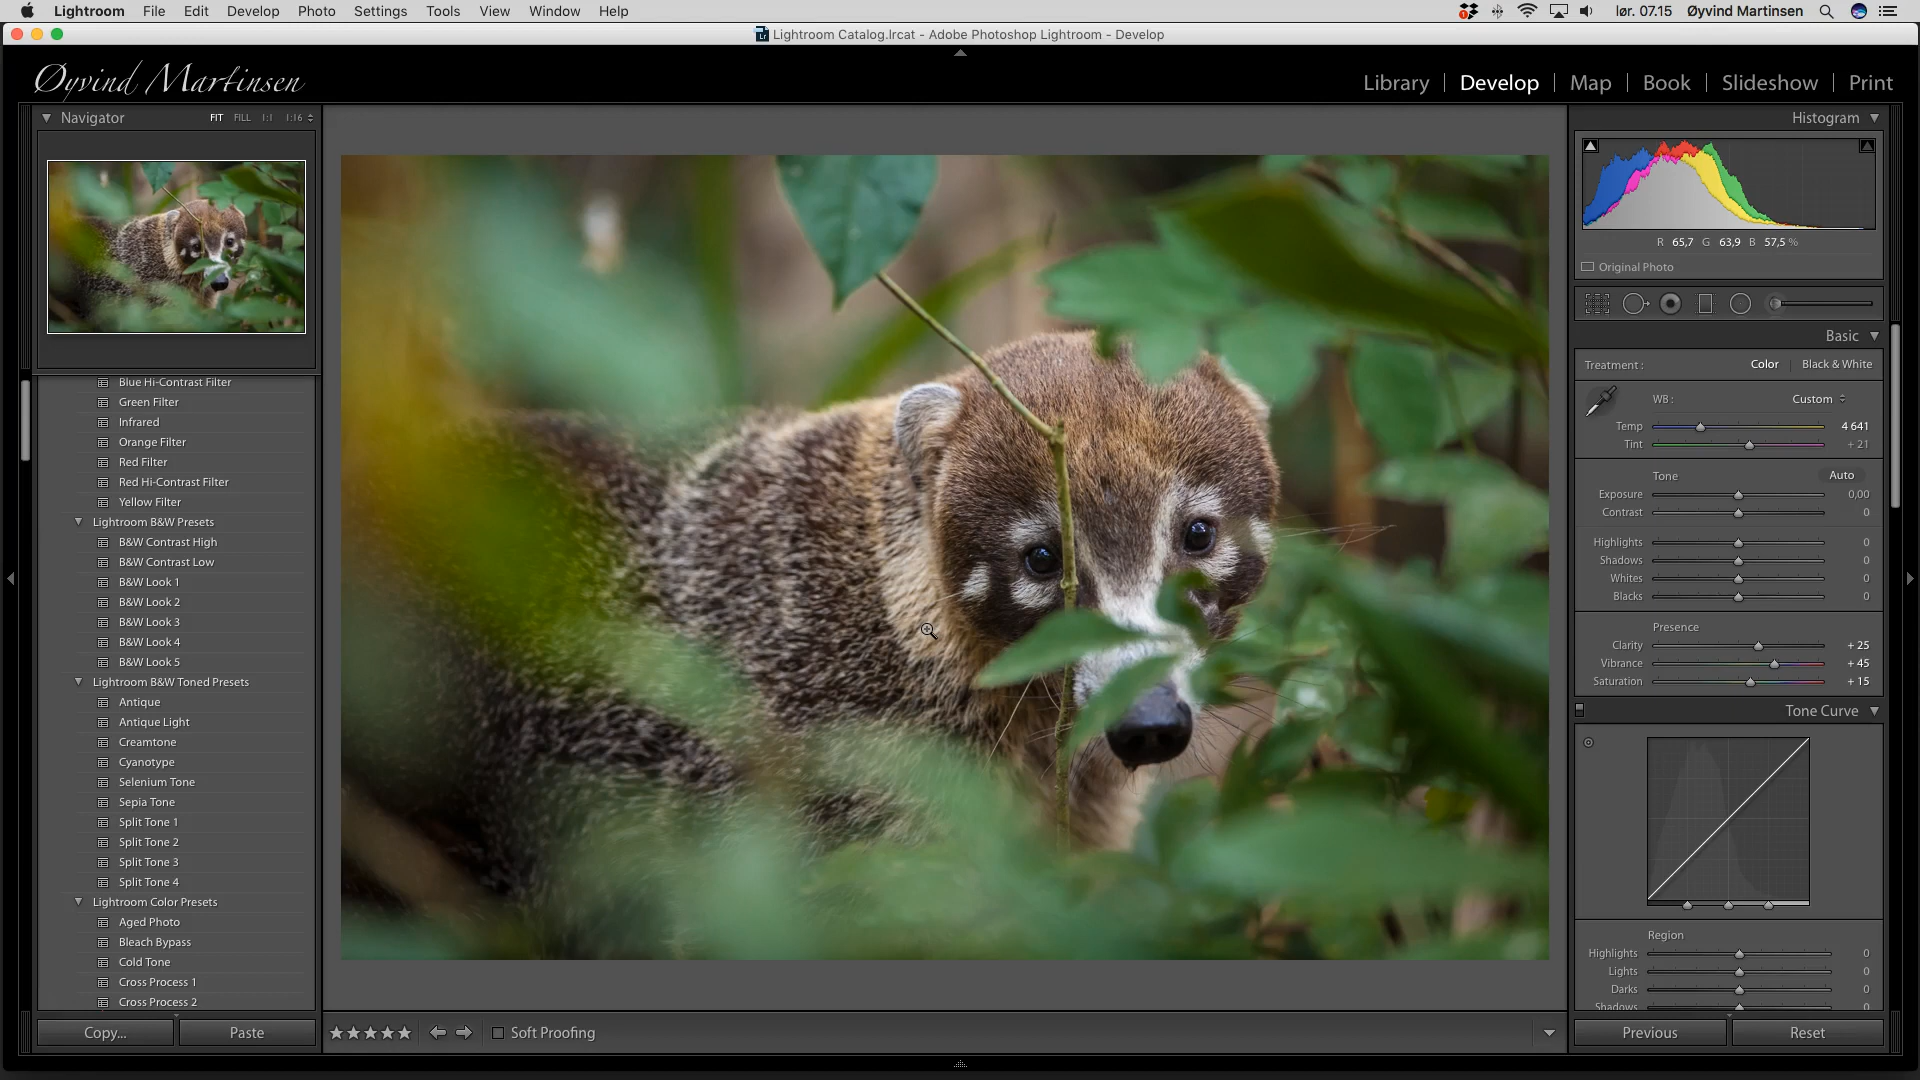 Lightroom File Edit Develop Photo Settings Tools View Window Help 1 lør. 07.15 Øyvind Martinsen
Lr Lightroom Catalog.lrcat - Adobe Photoshop Lightroom - Develop
Øyvind Martinsen Library Develop Map Book Slideshow Print
Navigator FIT FILL 1:1 1:16
Blue Hi-Contrast Filter
Green Filter
Infrared
Orange Filter
Red Filter
Red Hi-Contrast Filter
Yellow Filter
Lightroom B&W Presets
B&W Contrast High
B&W Contrast Low
B&W Look 1
B&W Look 2
B&W Look 3
B&W Look 4
B&W Look 5
Lightroom B&W Toned Presets
Antique
Antique Light
Creamtone
Cyanotype
Selenium Tone
Sepia Tone
Split Tone 1
Split Tone 2
Split Tone 3
Split Tone 4
Lightroom Color Presets
Aged Photo
Bleach Bypass
Cold Tone
Cross Process 1
Cross Process 2
Copy... Paste
Soft Proofing
Histogram
R 65,7 G 63,9 B 57,5 %
Original Photo
Basic
Treatment : Color Black & White
WB : Custom
Temp 4 641
Tint + 21
Tone Auto
Exposure 0,00
Contrast 0
Highlights 0
Shadows 0
Whites 0
Blacks 0
Presence
Clarity + 25
Vibrance + 45
Saturation + 15
Tone Curve
Region
Highlights 0
Lights 0
Darks 0
Shadows 0
Previous Reset